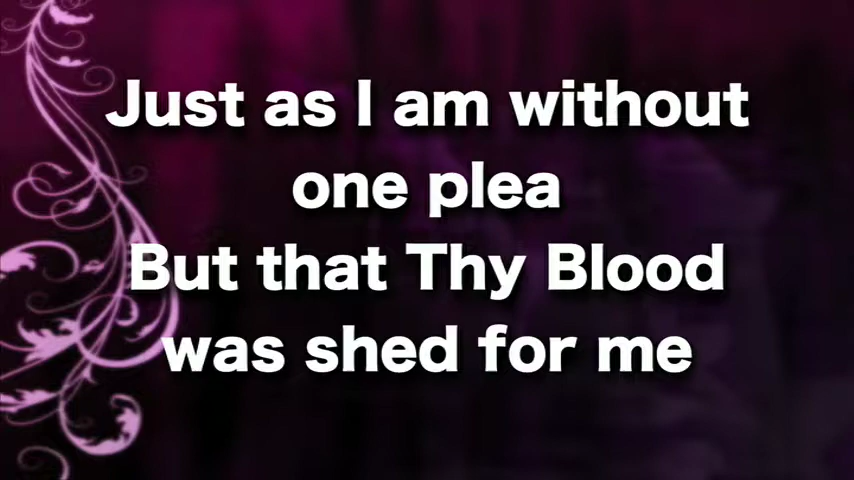 Just as I am without
one plea
But that Thy Blood
was shed for me